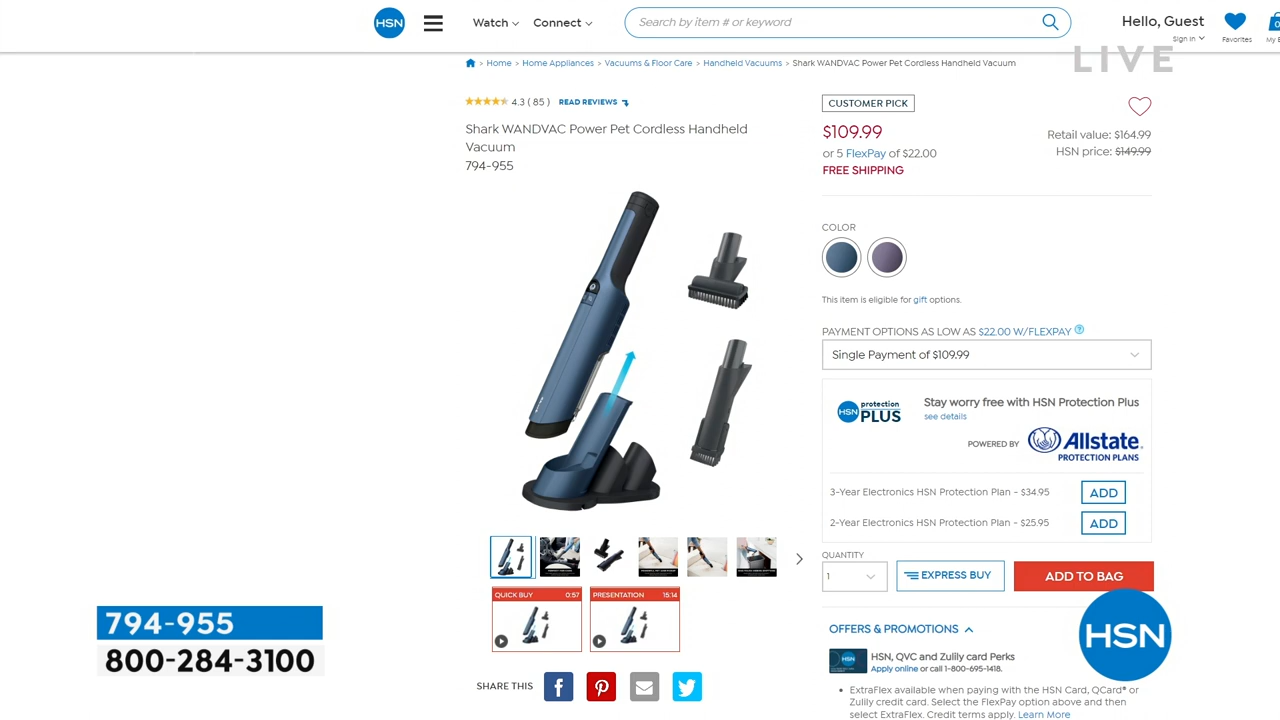 HSN
Watch
Connect
Search by item # or keyword
Hello, Guest
Sign In
Favorites
0
LIVE
> Home > Home Appliances > Vacuums & Floor Care > Handheld Vacuums > Shark WANDVAC Power Pet Cordless Handheld Vacuum
4.3 ( 85 ) READ REVIEWS
Shark WANDVAC Power Pet Cordless Handheld
Vacuum
794-955
CUSTOMER PICK
$109.99
or 5 FlexPay of $22.00
FREE SHIPPING
Retail value: $164.99
HSN price: $149.99
COLOR
This item is eligible for gift options.
PAYMENT OPTIONS AS LOW AS $22.00 W/FLEXPAY ?
Single Payment of $109.99
HSN protection PLUS
Stay worry free with HSN Protection Plus
see details
POWERED BY Allstate.
PROTECTION PLANS
3-Year Electronics HSN Protection Plan - $34.95 ADD
2-Year Electronics HSN Protection Plan - $25.95 ADD
QUANTITY
1
EXPRESS BUY
ADD TO BAG
QUICK BUY 0:57
PRESENTATION 15:14
SHARE THIS
OFFERS & PROMOTIONS
HSN
HSN, QVC and Zulily card Perks
Apply online or call 1-800-695-1418.
• ExtraFlex available when paying with the HSN Card, QCard® or
Zulily credit card. Select the FlexPay option above and then
select ExtraFlex. Credit terms apply. Learn More
794-955
800-284-3100
HSN